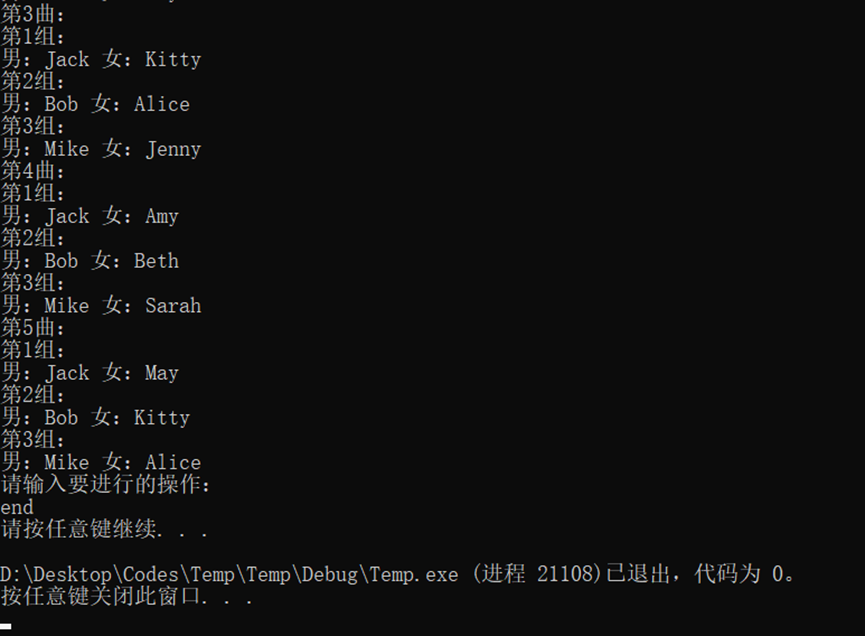 第3曲：
第1组：
男：Jack 女：Kitty
第2组：
男：Bob 女：Alice
第3组：
男：Mike 女：Jenny
第4曲：
第1组：
男：Jack 女：Amy
第2组：
男：Bob 女：Beth
第3组：
男：Mike 女：Sarah
第5曲：
第1组：
男：Jack 女：May
第2组：
男：Bob 女：Kitty
第3组：
男：Mike 女：Alice
请输入要进行的操作：
end
请按任意键继续. . .
D:\Desktop\Codes\Temp\Temp\Debug\Temp.exe (进程 21108)已退出，代码为 0。
按任意键关闭此窗口. . .